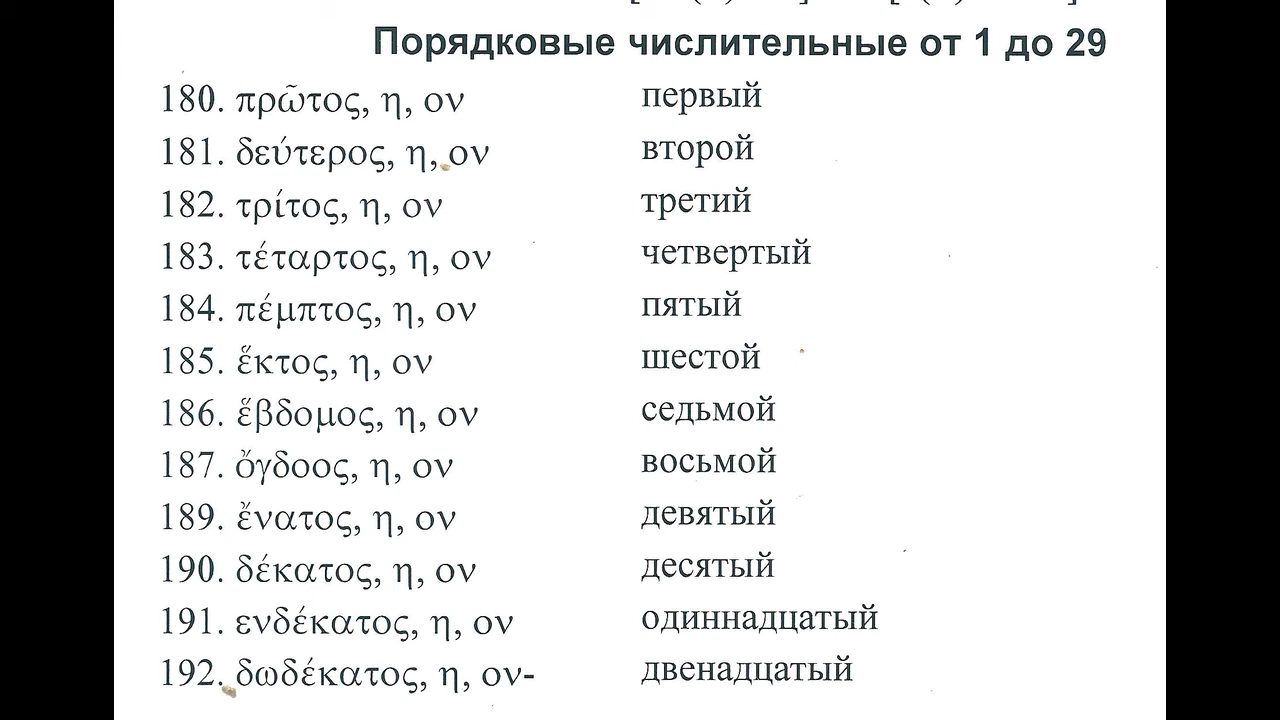 Порядковые числительные от 1 до 29
180. πρῶτος, η, ον первый
181. δεύτερος, η, ον второй
182. τρίτος, η, ον третий
183. τέταρτος, η, ον четвертый
184. πέμπτος, η, ον пятый
185. ἕκτος, η, ον шестой
186. ἕβδομος, η, ον седьмой
187. ὄγδοος, η, ον восьмой
189. ἔνατος, η, ον девятый
190. δέκατος, η, ον десятый
191. ενδέκατος, η, ον одиннадцатый
192. δωδέκατος, η, ον- двенадцатый